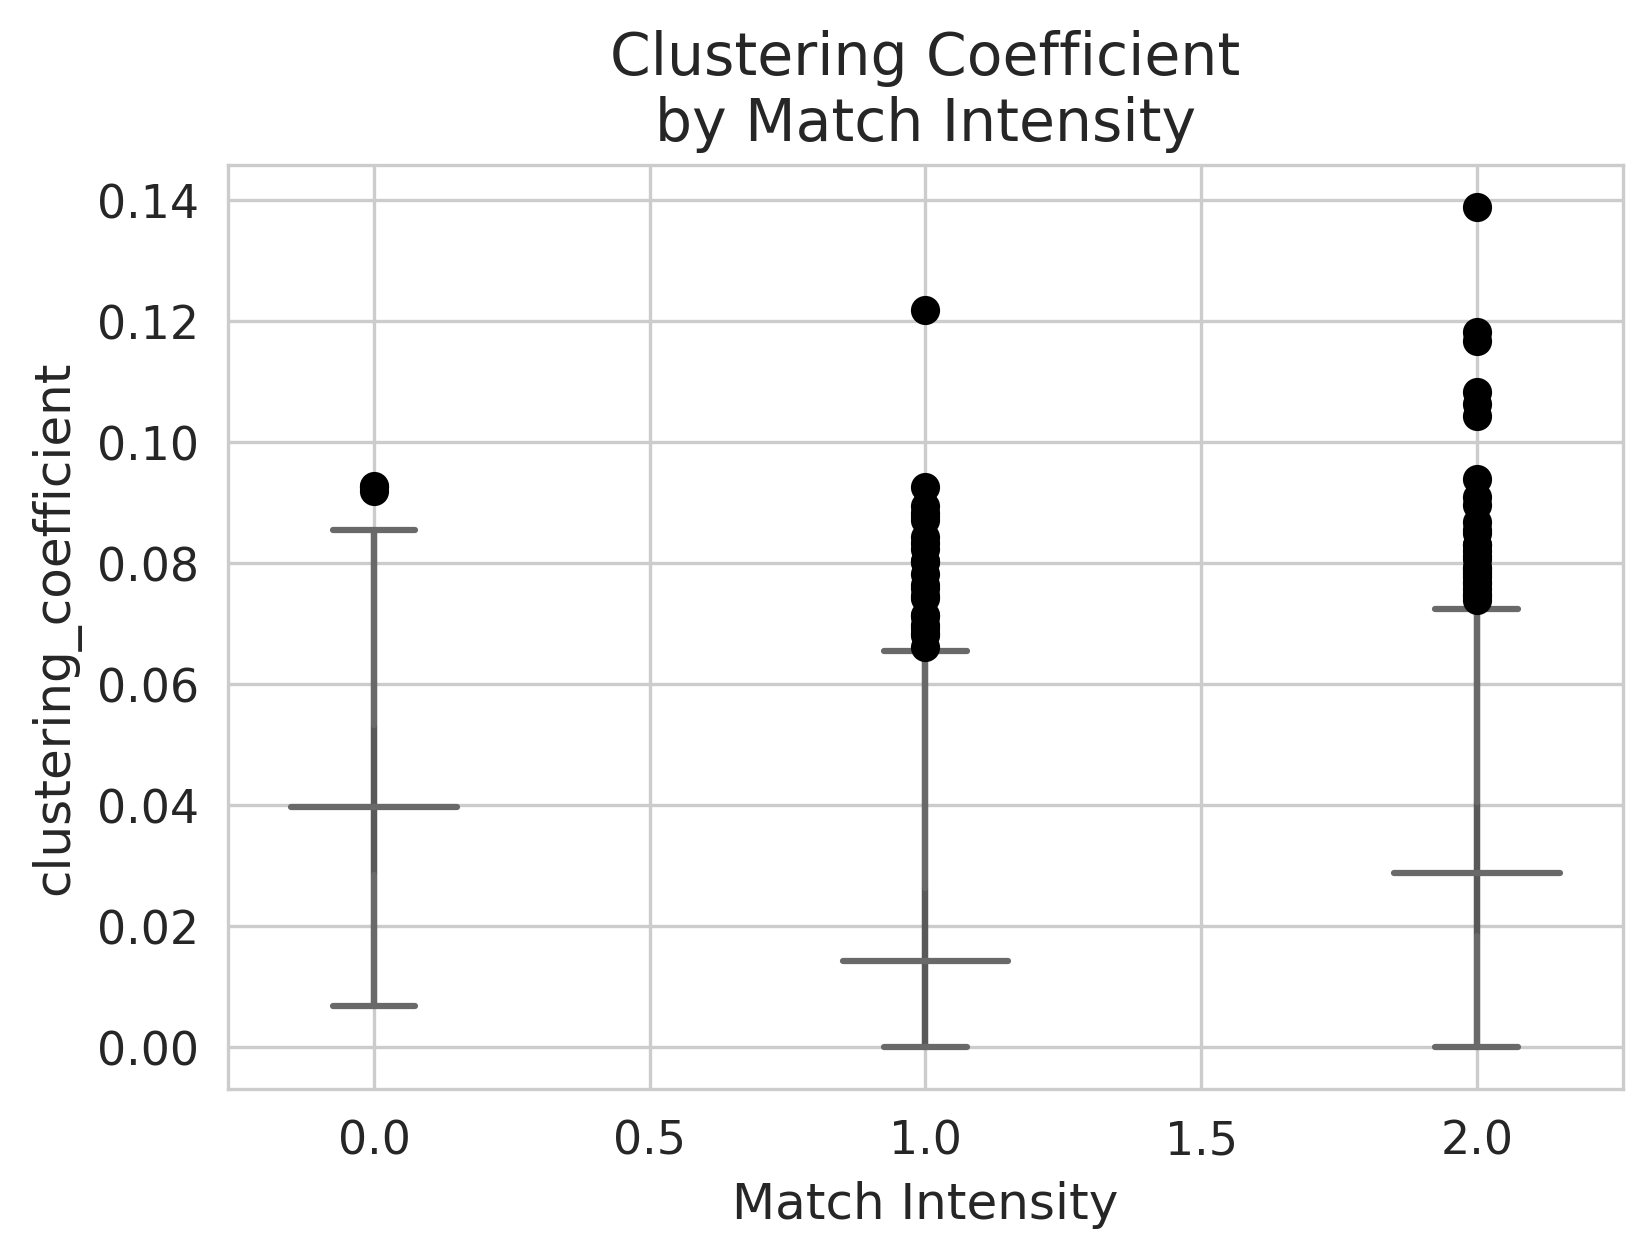 Clustering Coefficient
by Match Intensity
0.14
0.12
0.10
0.08
0.06
0.04
0.02
0.00
clustering_coefficient
0.0 0.5 1.0 1.5 2.0
Match Intensity